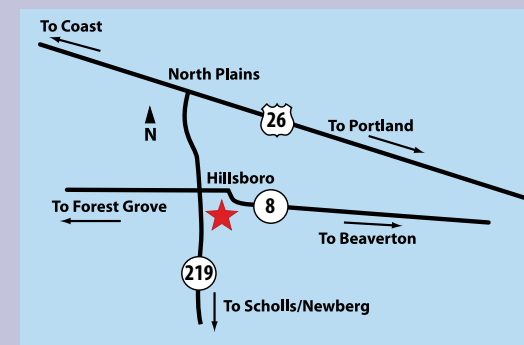 To Coast
North Plains
26
To Portland
N
Hillsboro
To Forest Grove
8
To Beaverton
219
To Scholls/Newberg